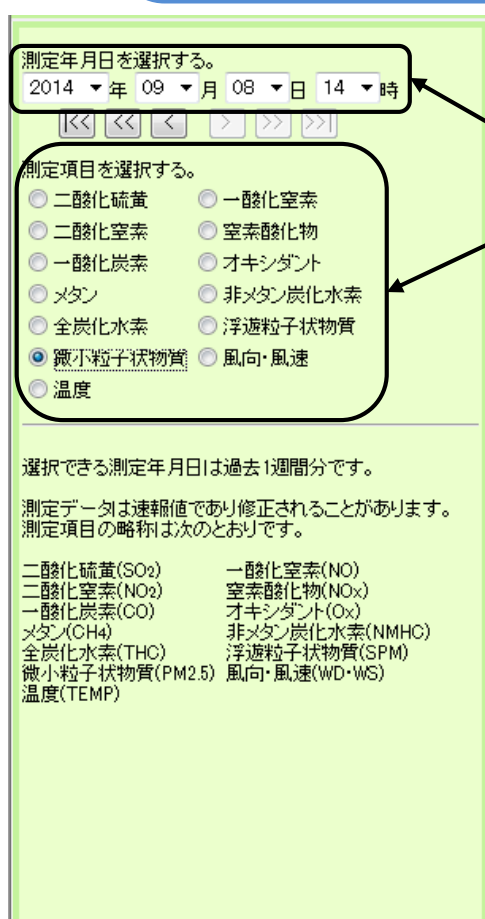 測定年月日を選択する。
2014 年 09 月 08 日 14 時
|<< << < > >> >>|
測定項目を選択する。
二酸化硫黄 一酸化窒素
二酸化窒素 窒素酸化物
一酸化炭素 オキシダント
メタン 非メタン炭化水素
全炭化水素 浮遊粒子状物質
微小粒子状物質 風向・風速
温度
選択できる測定年月日は過去1週間分です。
測定データは速報値であり修正されることがあります。
測定項目の略称は次のとおりです。
二酸化硫黄(SO2) 一酸化窒素(NO)
二酸化窒素(NO2) 窒素酸化物(NOx)
一酸化炭素(CO) オキシダント(Ox)
メタン(CH4) 非メタン炭化水素(NMHC)
全炭化水素(THC) 浮遊粒子状物質(SPM)
微小粒子状物質(PM2.5) 風向・風速(WD・WS)
温度(TEMP)